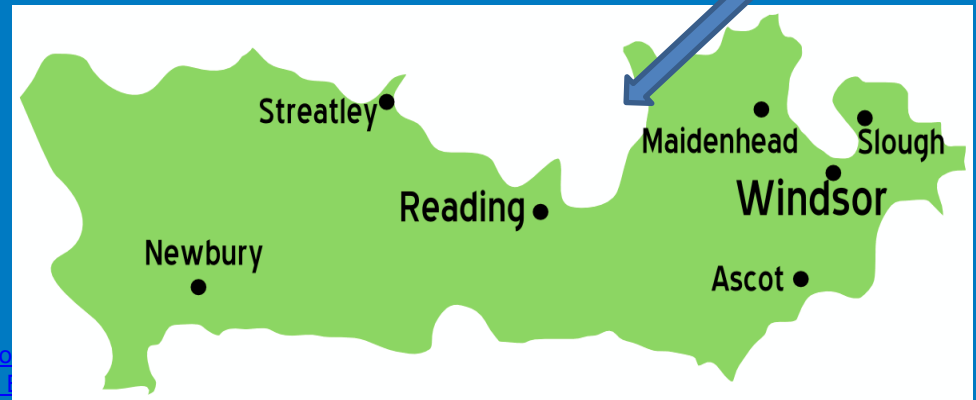 Streatley
Maidenhead
Slough
Windsor
Reading
Newbury
Ascot